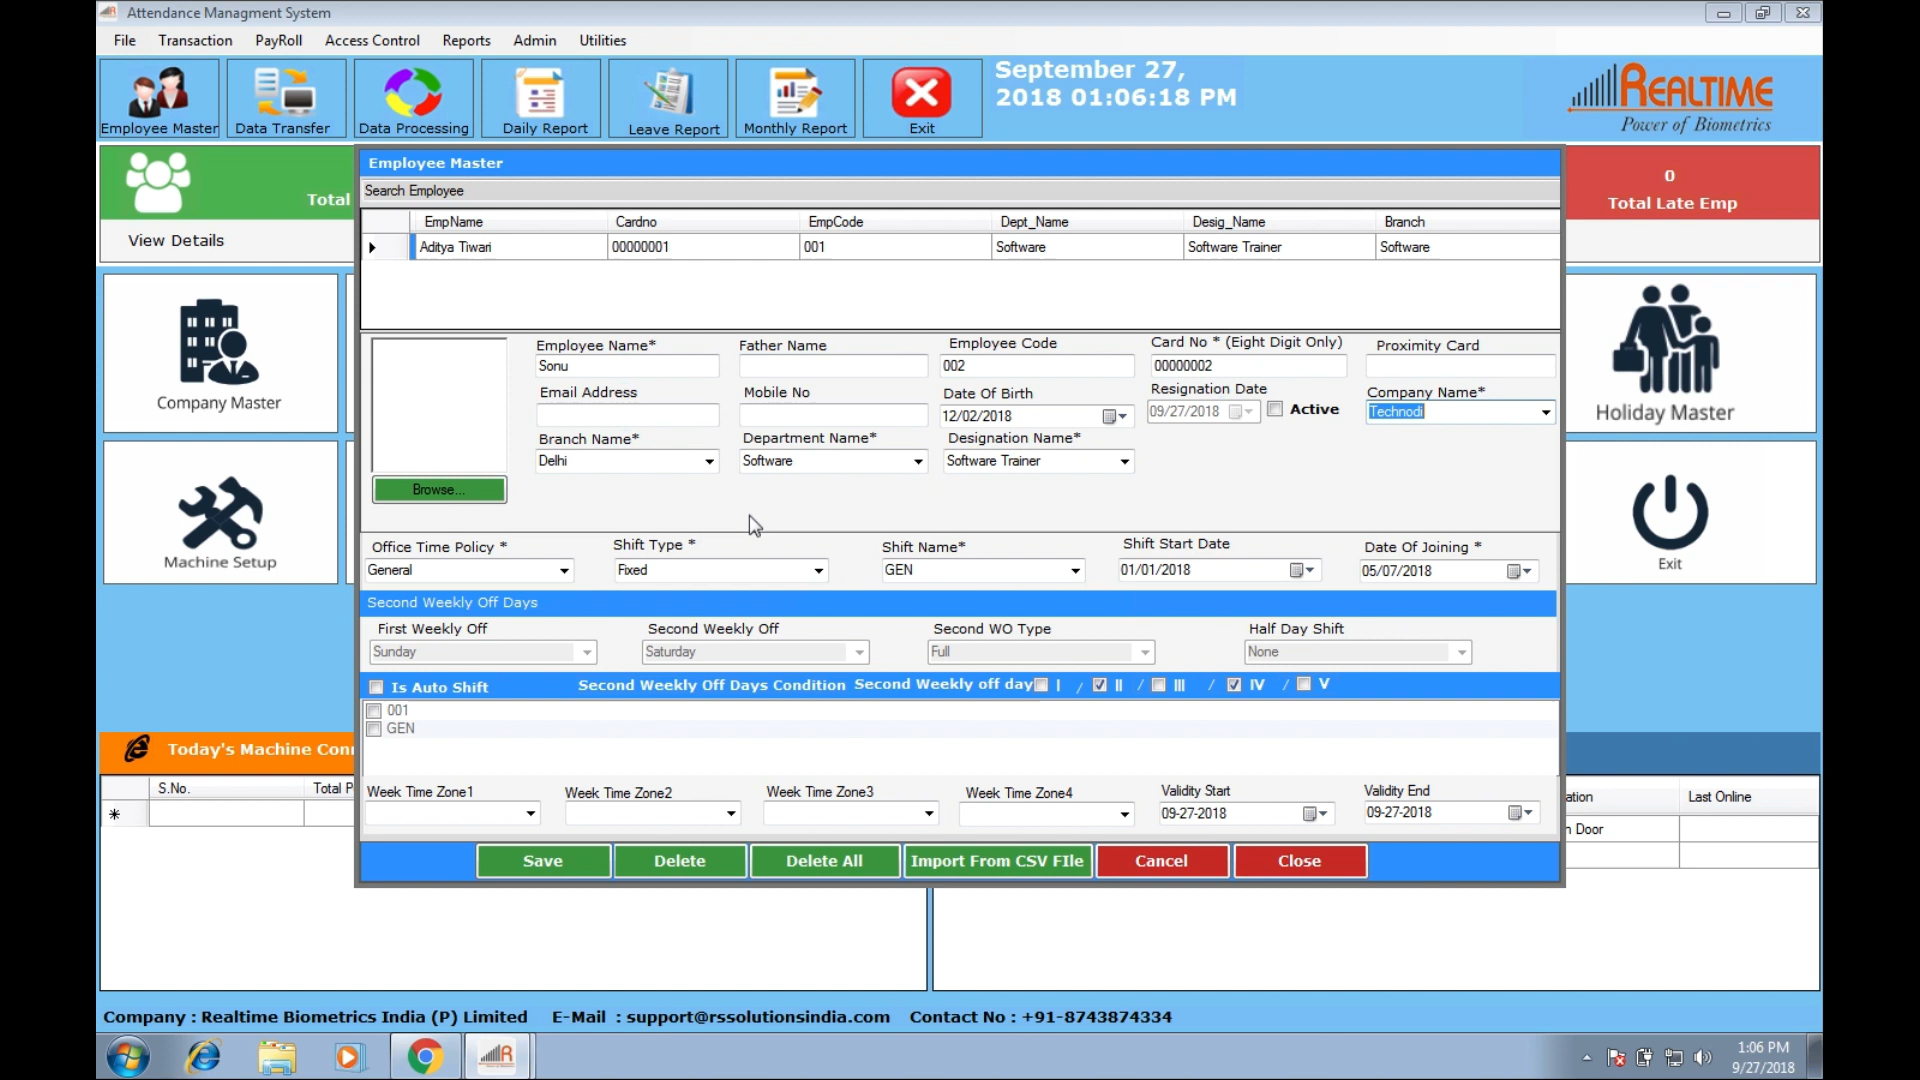 Attendance Managment System
File Transaction PayRoll Access Control Reports Admin Utilities
Employee Master Data Transfer Data Processing Daily Report Leave Report Monthly Report Exit
September 27,
2018 01:06:18 PM
REALTIME
Power of Biometrics
Total
View Details
0
Total Late Emp
Employee Master
Search Employee
EmpName Cardno EmpCode Dept_Name Desig_Name Branch
Aditya Tiwari 00000001 001 Software Software Trainer Software
Company Master
Machine Setup
Holiday Master
Exit
Employee Name* Father Name Employee Code Card No * (Eight Digit Only) Proximity Card
Sonu 002 00000002
Email Address Mobile No Date Of Birth Resignation Date Company Name*
12/02/2018 09/27/2018 Active Technodi
Branch Name* Department Name* Designation Name*
Delhi Software Software Trainer
Browse...
Office Time Policy * Shift Type * Shift Name* Shift Start Date Date Of Joining *
General Fixed GEN 01/01/2018 05/07/2018
Second Weekly Off Days
First Weekly Off Second Weekly Off Second WO Type Half Day Shift
Sunday Saturday Full None
Is Auto Shift Second Weekly Off Days Condition Second Weekly off day I / II / III / IV / V
001
GEN
Week Time Zone1 Week Time Zone2 Week Time Zone3 Week Time Zone4 Validity Start Validity End
09-27-2018 09-27-2018
Save Delete Delete All Import From CSV FIle Cancel Close
Today's Machine Conn
S.No. Total P
ation Last Online
n Door
Company : Realtime Biometrics India (P) Limited E-Mail : support@rssolutionsindia.com Contact No : +91-8743874334
1:06 PM
9/27/2018